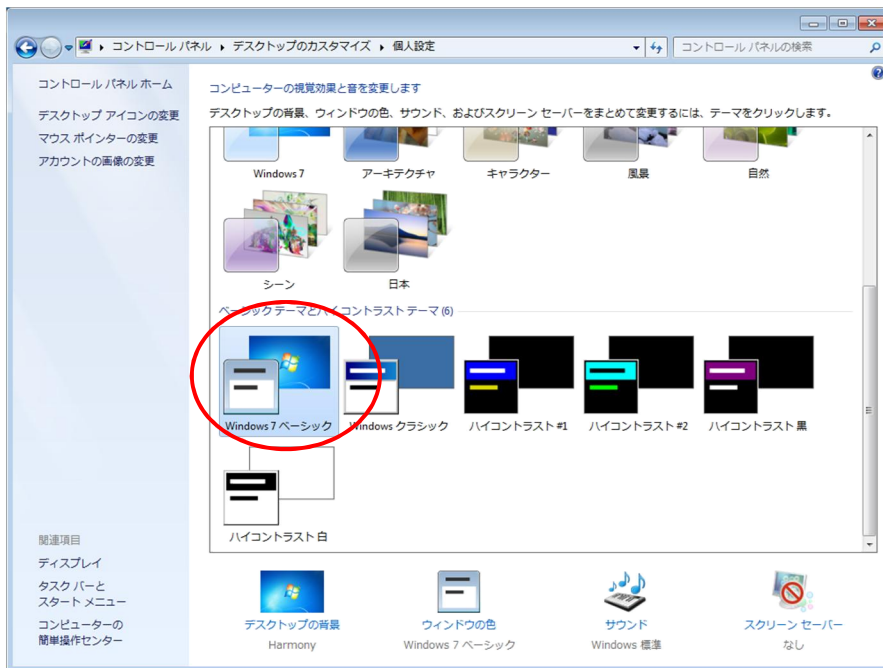 コントロール パネル ▸ デスクトップのカスタマイズ ▸ 個人設定
コントロール パネルの検索
コントロール パネル ホーム
デスクトップ アイコンの変更
マウス ポインターの変更
アカウントの画像の変更
コンピューターの視覚効果と音を変更します
デスクトップの背景、ウィンドウの色、サウンド、およびスクリーン セーバーをまとめて変更するには、テーマをクリックします。
Windows 7 アーキテクチャ キャラクター 風景 自然
シーン 日本
ベーシック テーマとハイコントラスト テーマ (6)
Windows 7 ベーシック Windows クラシック ハイコントラスト #1 ハイコントラスト #2 ハイコントラスト 黒
ハイコントラスト 白
関連項目
ディスプレイ
タスク バーと
スタート メニュー
コンピューターの
簡単操作センター
デスクトップの背景 ウィンドウの色 サウンド スクリーン セーバー
Harmony Windows 7 ベーシック Windows 標準 なし